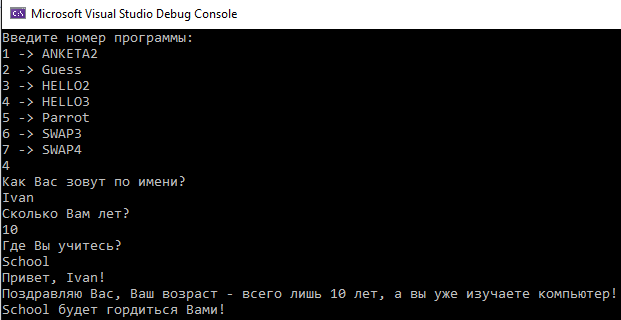 Microsoft Visual Studio Debug Console
Введите номер программы:
1 -> ANKETA2
2 -> Guess
3 -> HELLO2
4 -> HELLO3
5 -> Parrot
6 -> SWAP3
7 -> SWAP4
4
Как Вас зовут по имени?
Ivan
Сколько Вам лет?
10
Где Вы учитесь?
School
Привет, Ivan!
Поздравляю Вас, Ваш возраст - всего лишь 10 лет, а вы уже изучаете компьютер!
School будет гордиться Вами!